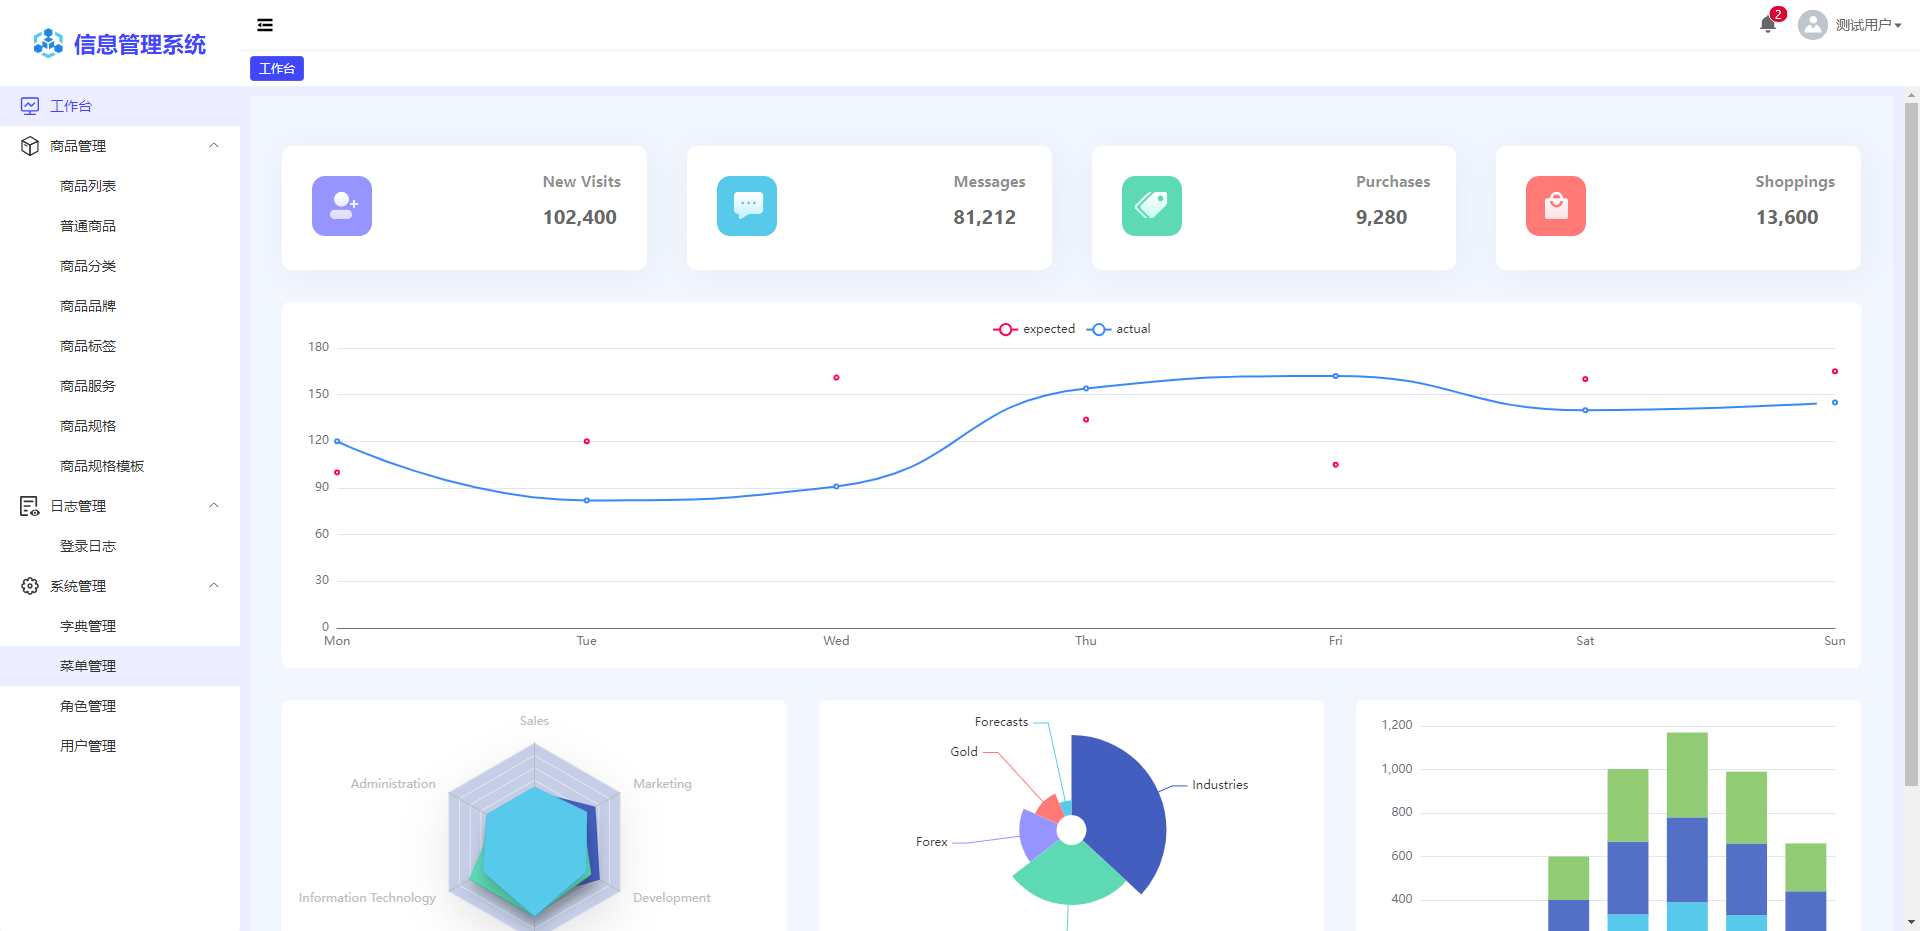 信息管理系统
2
测试用户
工作台
工作台
商品管理
商品列表
普通商品
商品分类
商品品牌
商品标签
商品服务
商品规格
商品规格模板
日志管理
登录日志
系统管理
字典管理
菜单管理
角色管理
用户管理
New Visits
102,400
Messages
81,212
Purchases
9,280
Shoppings
13,600
expected
actual
180
150
120
90
60
30
0
Mon
Tue
Wed
Thu
Fri
Sat
Sun
Sales
Administration
Marketing
Information Technology
Development
Forecasts
Gold
Industries
Forex
1,200
1,000
800
600
400